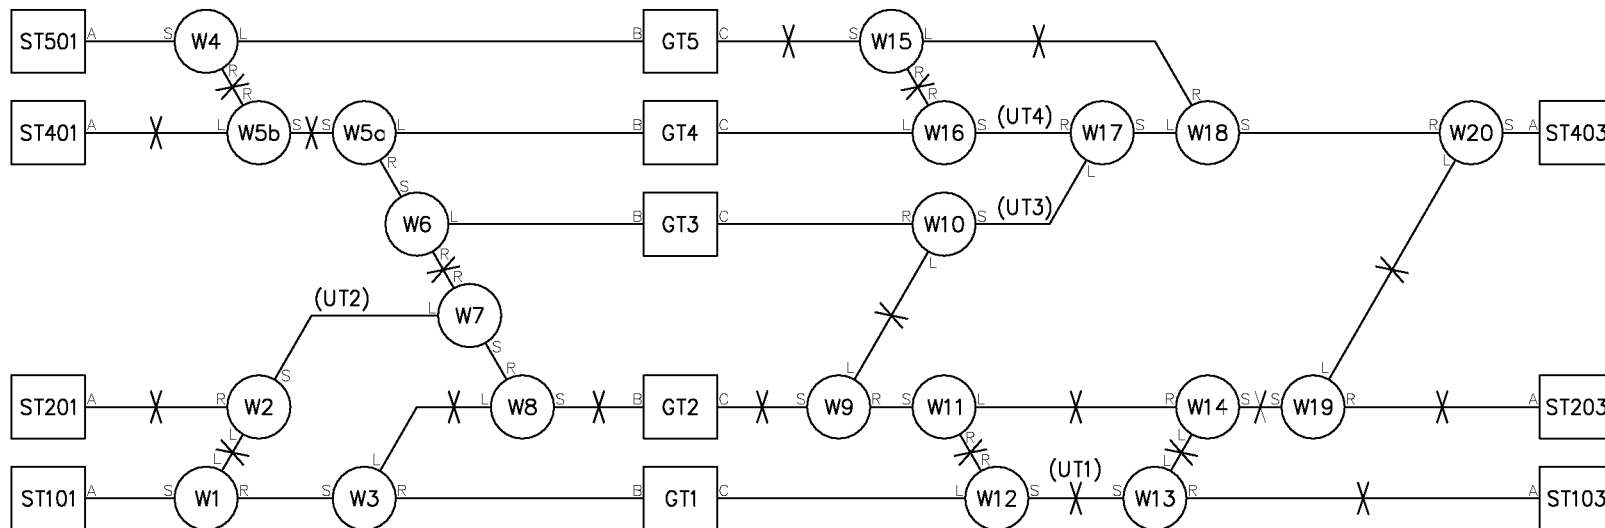 ST501 A S W4 L B GT5 C S W15 L
R R R R R
ST401 A L W5b S S W5a L B GT4 C L W16 S (UT4) R W17 S L W18 S R W20 S A ST403
R L L
S
W6 L B GT3 C R W10 S (UT3)
R R L
(UT2) L W7
S
S R L L
ST201 A R W2 L W8 S B GT2 C S W9 R S W11 L R W14 S S W19 R A ST203
L R L
L L R (UT1) L
ST101 A S W1 R S W3 R B GT1 C L W12 S S W13 R A ST103